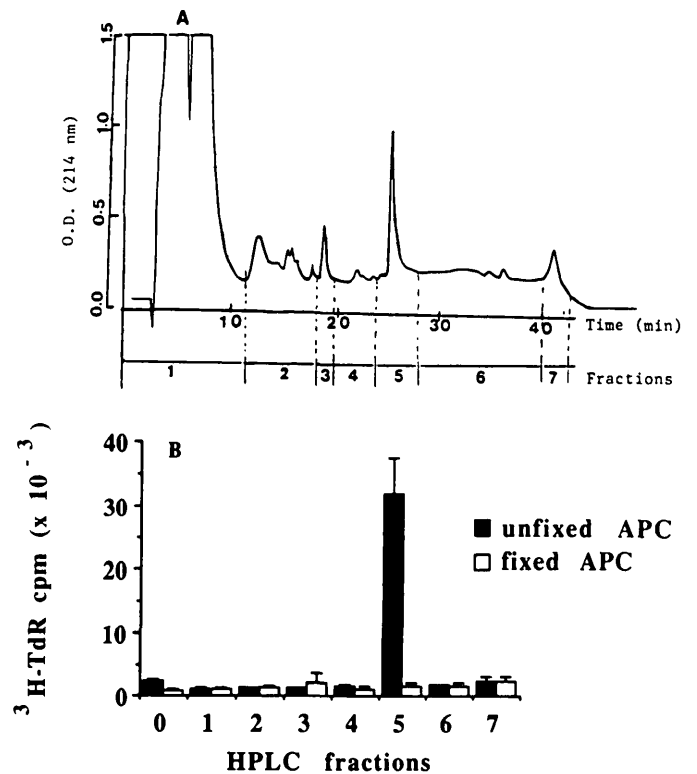 A
1.5
1.0
0.5
0.0
O.D. (214 nm)
10 20 30 40 Time (min)
1 2 3 4 5 6 7 Fractions
B
40
30
20
10
0
³H-TdR cpm (x 10⁻³)
unfixed APC
fixed APC
0 1 2 3 4 5 6 7
HPLC fractions